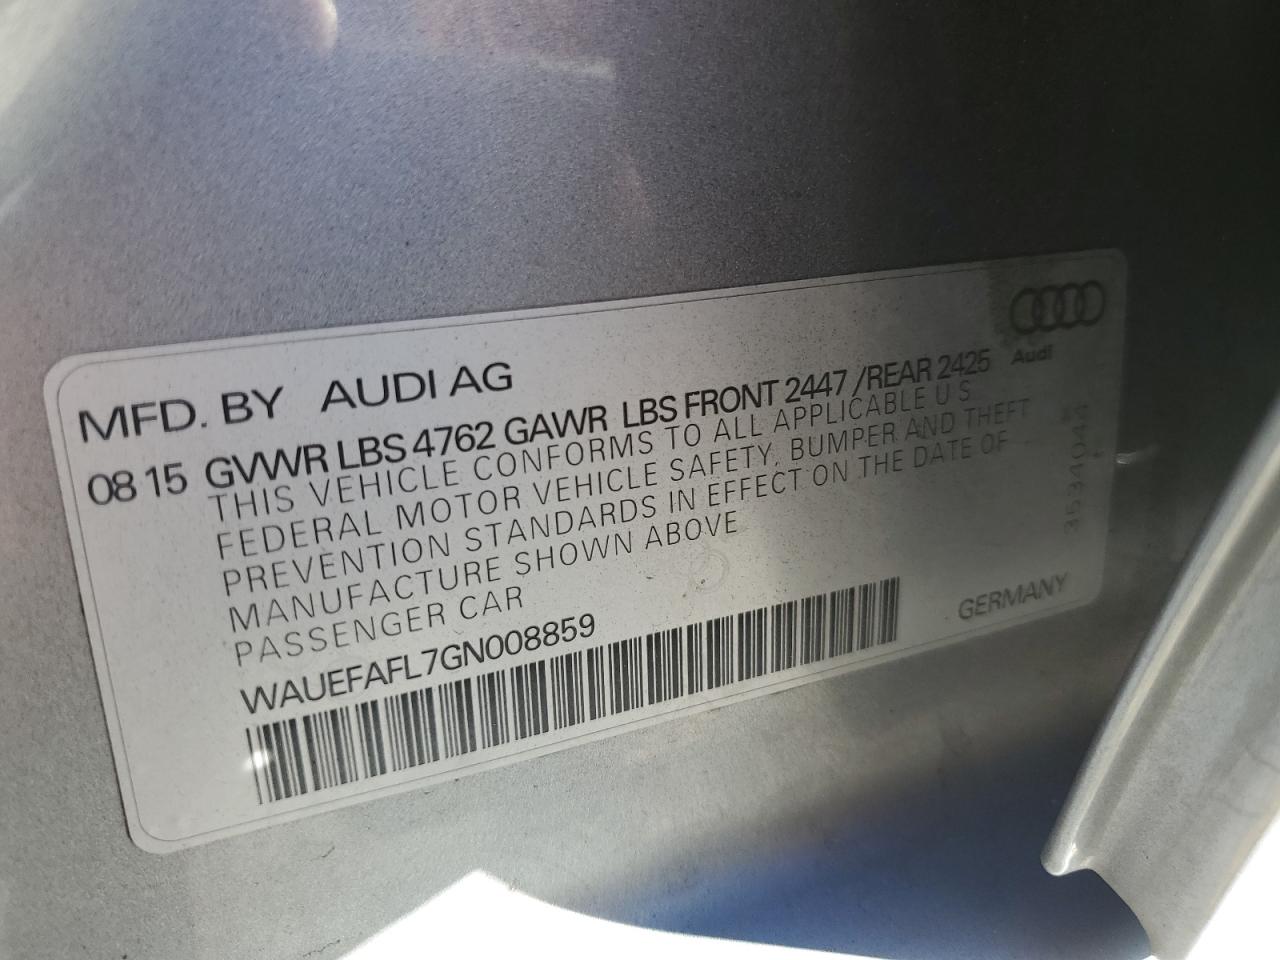 MFD. BY AUDI AG
08 15 GVWR LBS 4762 GAWR LBS FRONT 2447 /REAR 2425
THIS VEHICLE CONFORMS TO ALL APPLICABLE U S
FEDERAL MOTOR VEHICLE SAFETY, BUMPER AND THEFT
PREVENTION STANDARDS IN EFFECT ON THE DATE OF
MANUFACTURE SHOWN ABOVE
PASSENGER CAR
WAUEFAFL7GN008859
Audi
GERMANY